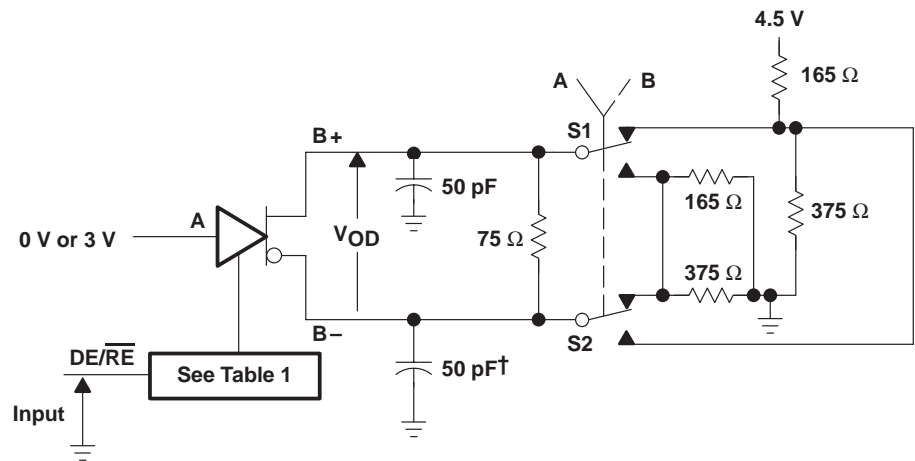 4.5 V
165 Ω
A
B
S1
B+
50 pF
165 Ω
375 Ω
A
VOD
75 Ω
0 V or 3 V
375 Ω
B−
S2
DE/RE
See Table 1
50 pF†
Input